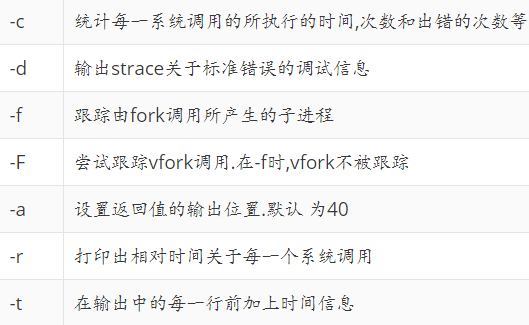 -c 统计每一系统调用的所执行的时间,次数和出错的次数等
-d 输出strace关于标准错误的调试信息
-f 跟踪由fork调用所产生的子进程
-F 尝试跟踪vfork调用.在-f时,vfork不被跟踪
-a 设置返回值的输出位置.默认 为40
-r 打印出相对时间关于每一个系统调用
-t 在输出中的每一行前加上时间信息